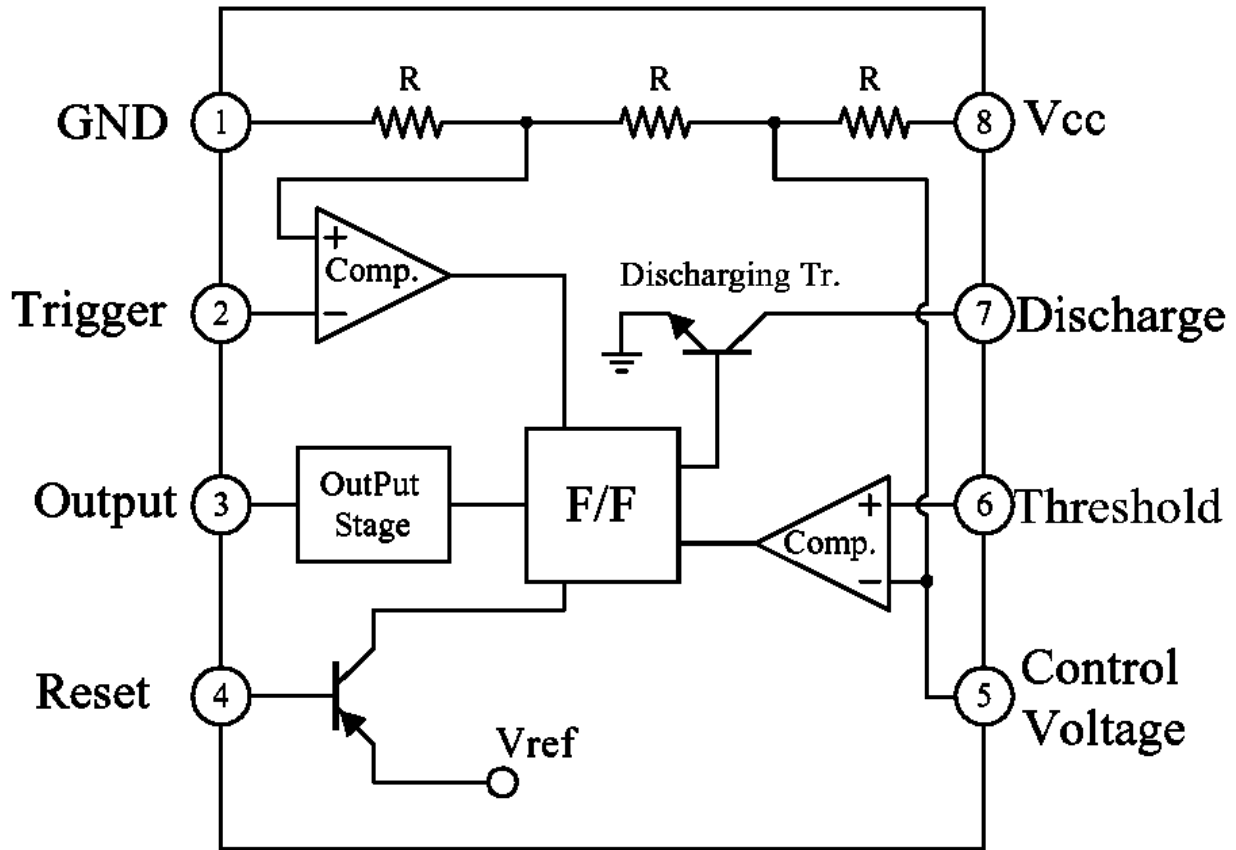 R R R
GND 1 8 Vcc
+
Comp.
−
Discharging Tr.
Trigger 2 7 Discharge
Output 3 OutPut
Stage
F/F
+
Comp.
−
6 Threshold
Reset 4 5 Control
Voltage
Vref